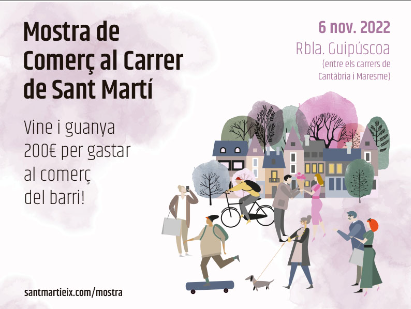 Mostra de
Comerç al Carrer
de Sant Martí
6 nov. 2022
Rbla. Guipúscoa
(entre els carrers de
Cantàbria i Maresme)
Vine i guanya
200€ per gastar
al comerç
del barri!
santmartieix.com/mostra